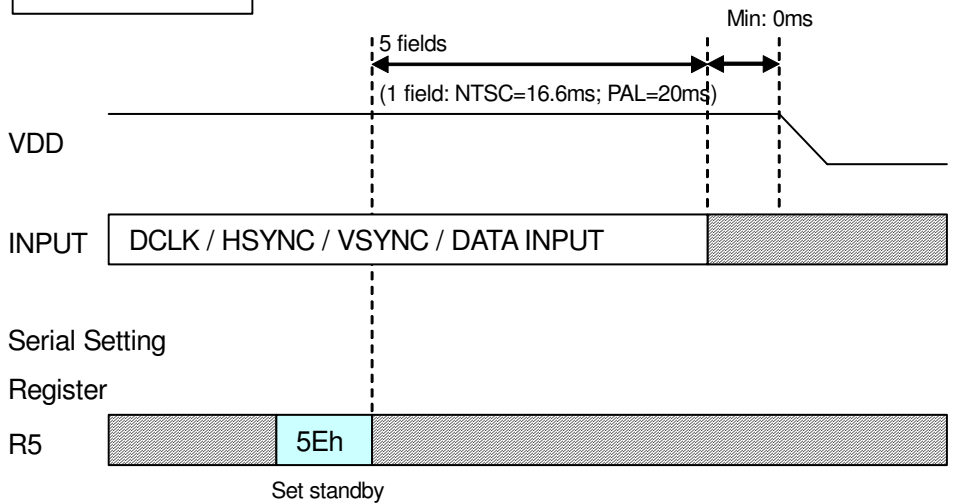 Min: 0ms
5 fields
(1 field: NTSC=16.6ms; PAL=20ms)
VDD
INPUT
DCLK / HSYNC / VSYNC / DATA INPUT
Serial Setting
Register
R5
5Eh
Set standby